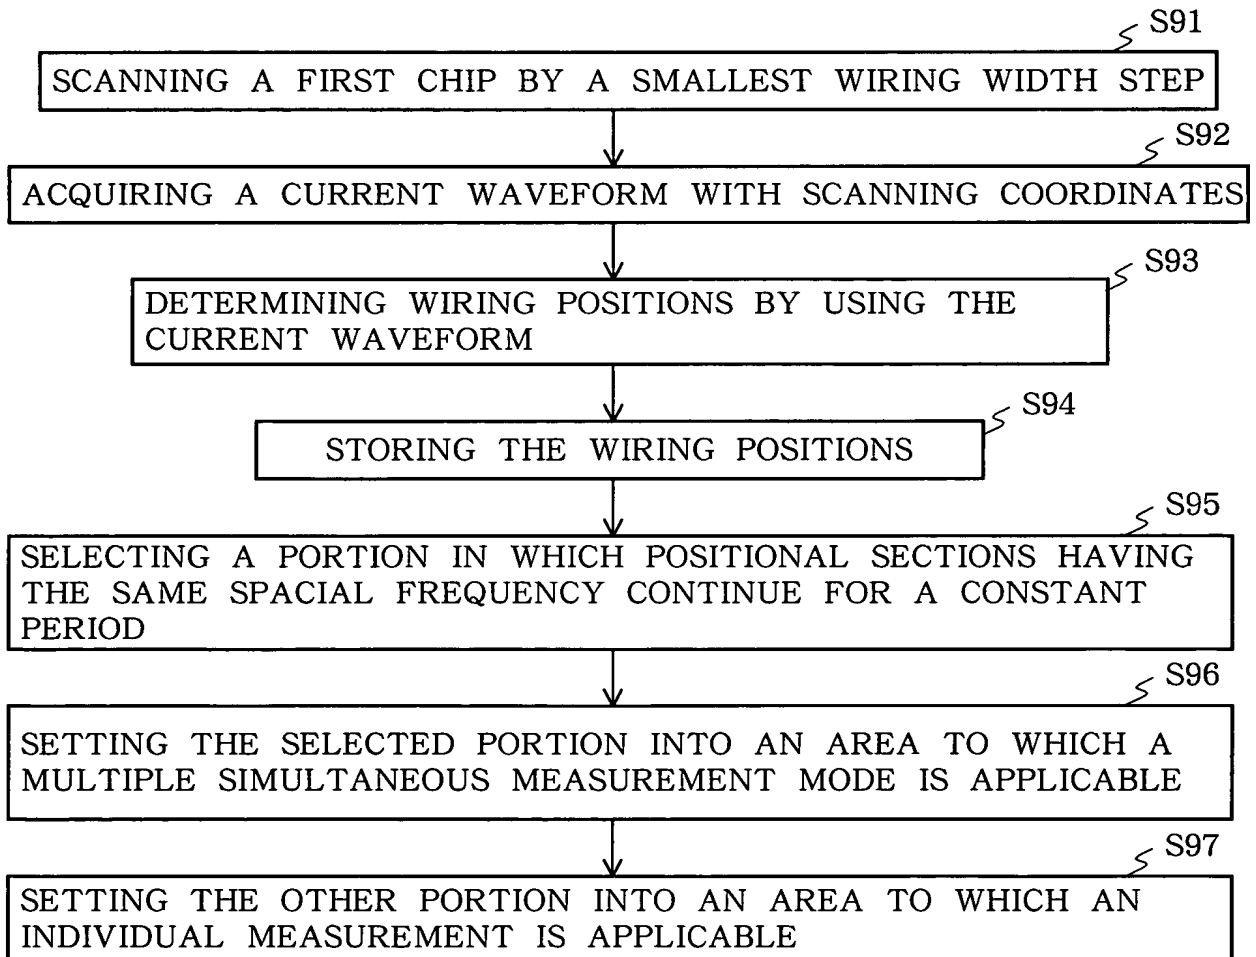 S91
SCANNING A FIRST CHIP BY A SMALLEST WIRING WIDTH STEP
S92
ACQUIRING A CURRENT WAVEFORM WITH SCANNING COORDINATES
S93
DETERMINING WIRING POSITIONS BY USING THE
CURRENT WAVEFORM
S94
STORING THE WIRING POSITIONS
S95
SELECTING A PORTION IN WHICH POSITIONAL SECTIONS HAVING
THE SAME SPACIAL FREQUENCY CONTINUE FOR A CONSTANT
PERIOD
S96
SETTING THE SELECTED PORTION INTO AN AREA TO WHICH A
MULTIPLE SIMULTANEOUS MEASUREMENT MODE IS APPLICABLE
S97
SETTING THE OTHER PORTION INTO AN AREA TO WHICH AN
INDIVIDUAL MEASUREMENT IS APPLICABLE